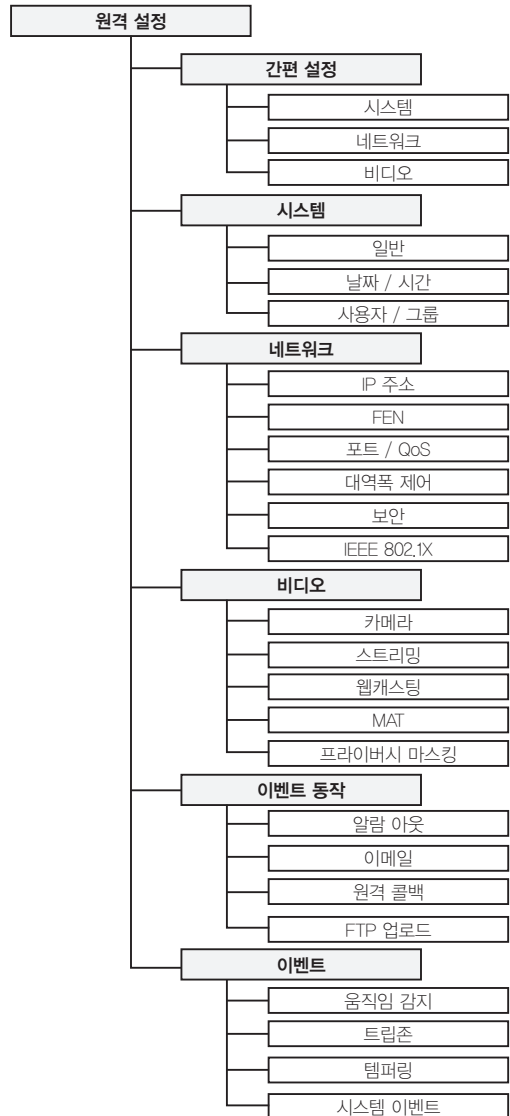 원격 설정
간편 설정
시스템
네트워크
비디오
시스템
일반
날짜 / 시간
사용자 / 그룹
네트워크
IP 주소
FEN
포트 / QoS
대역폭 제어
보안
IEEE 802.1X
비디오
카메라
스트리밍
웹캐스팅
MAT
프라이버시 마스킹
이벤트 동작
알람 아웃
이메일
원격 콜백
FTP 업로드
이벤트
움직임 감지
트립존
템퍼링
시스템 이벤트